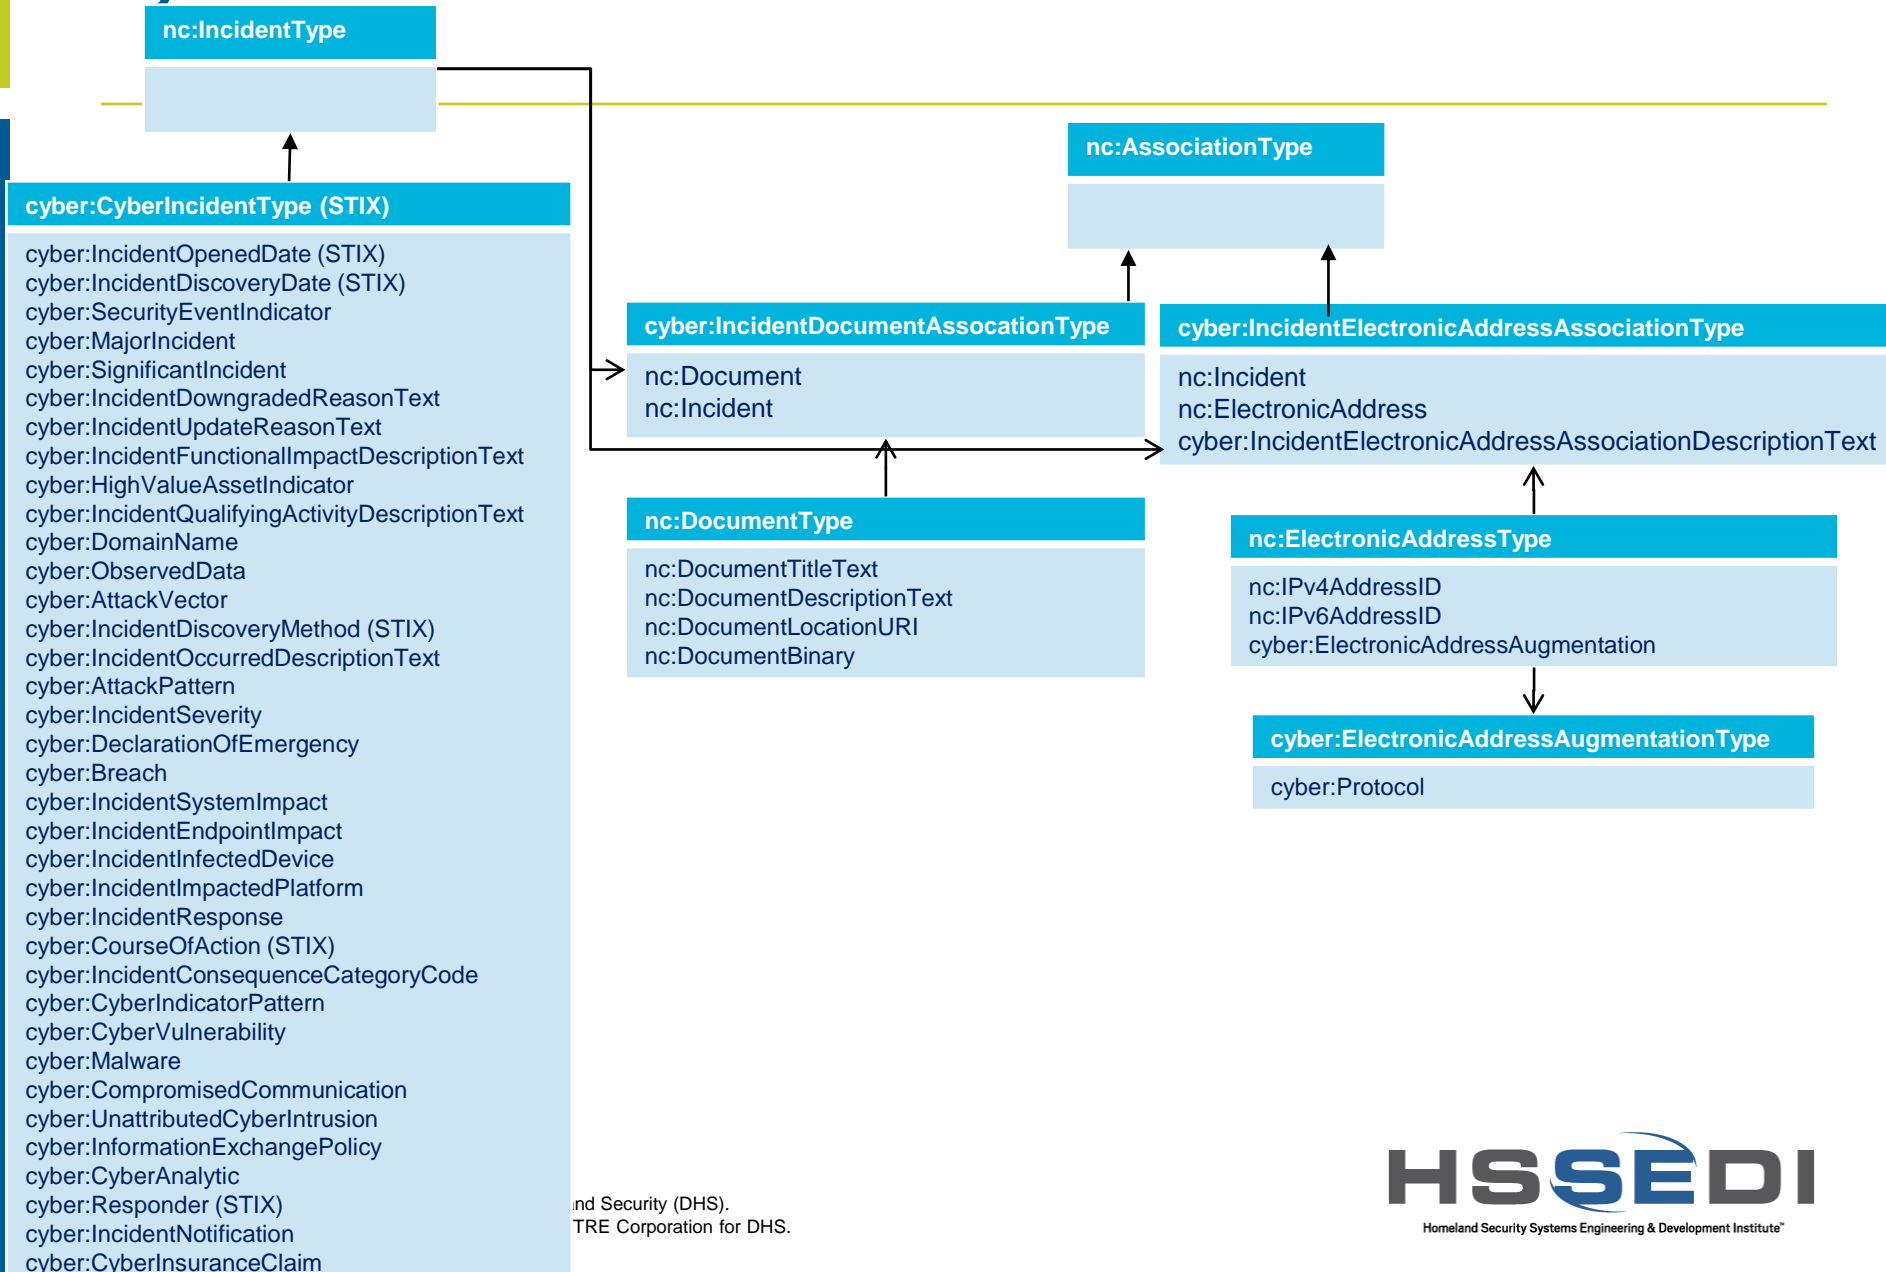 nc:IncidentType
cyber:CyberIncidentType (STIX)
cyber:IncidentOpenedDate (STIX)
cyber:IncidentDiscoveryDate (STIX)
cyber:SecurityEventIndicator
cyber:MajorIncident
cyber:SignificantIncident
cyber:IncidentDowngradedReasonText
cyber:IncidentUpdateReasonText
cyber:IncidentFunctionalImpactDescriptionText
cyber:HighValueAssetIndicator
cyber:IncidentQualifyingActivityDescriptionText
cyber:DomainName
cyber:ObservedData
cyber:AttackVector
cyber:IncidentDiscoveryMethod (STIX)
cyber:IncidentOccurredDescriptionText
cyber:AttackPattern
cyber:IncidentSeverity
cyber:DeclarationOfEmergency
cyber:Breach
cyber:IncidentSystemImpact
cyber:IncidentEndpointImpact
cyber:IncidentInfectedDevice
cyber:IncidentImpactedPlatform
cyber:IncidentResponse
cyber:CourseOfAction (STIX)
cyber:IncidentConsequenceCategoryCode
cyber:CyberIndicatorPattern
cyber:CyberVulnerability
cyber:Malware
cyber:CompromisedCommunication
cyber:UnattributedCyberIntrusion
cyber:InformationExchangePolicy
cyber:CyberAnalytic
cyber:Responder (STIX)
cyber:IncidentNotification
cyber:CyberInsuranceClaim
nc:AssociationType
cyber:IncidentDocumentAssocationType
nc:Document
nc:Incident
cyber:IncidentElectronicAddressAssociationType
nc:Incident
nc:ElectronicAddress
cyber:IncidentElectronicAddressAssociationDescriptionText
nc:DocumentType
nc:DocumentTitleText
nc:DocumentDescriptionText
nc:DocumentLocationURI
nc:DocumentBinary
nc:ElectronicAddressType
nc:IPv4AddressID
nc:IPv6AddressID
cyber:ElectronicAddressAugmentation
cyber:ElectronicAddressAugmentationType
cyber:Protocol
and Security (DHS).
TRE Corporation for DHS.
HSSEDI
Homeland Security Systems Engineering & Development Institute™